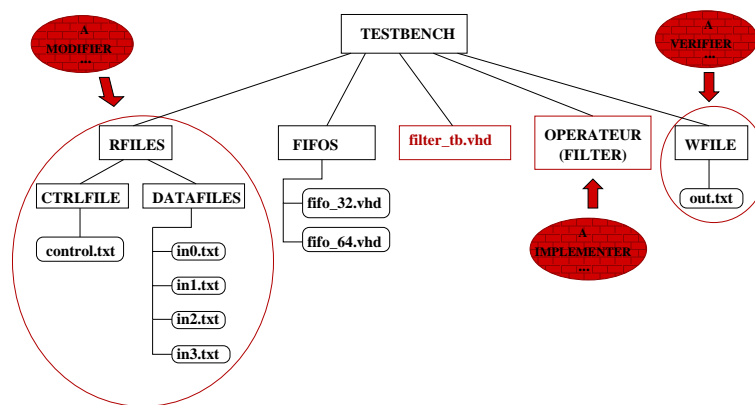 A
MODIFIER
...
TESTBENCH
A
VERIFIER
...
RFILES
FIFOS
filter_tb.vhd
OPERATEUR
(FILTER)
WFILE
CTRLFILE
DATAFILES
control.txt
in0.txt
in1.txt
in2.txt
in3.txt
fifo_32.vhd
fifo_64.vhd
out.txt
A
IMPLEMENTER
...